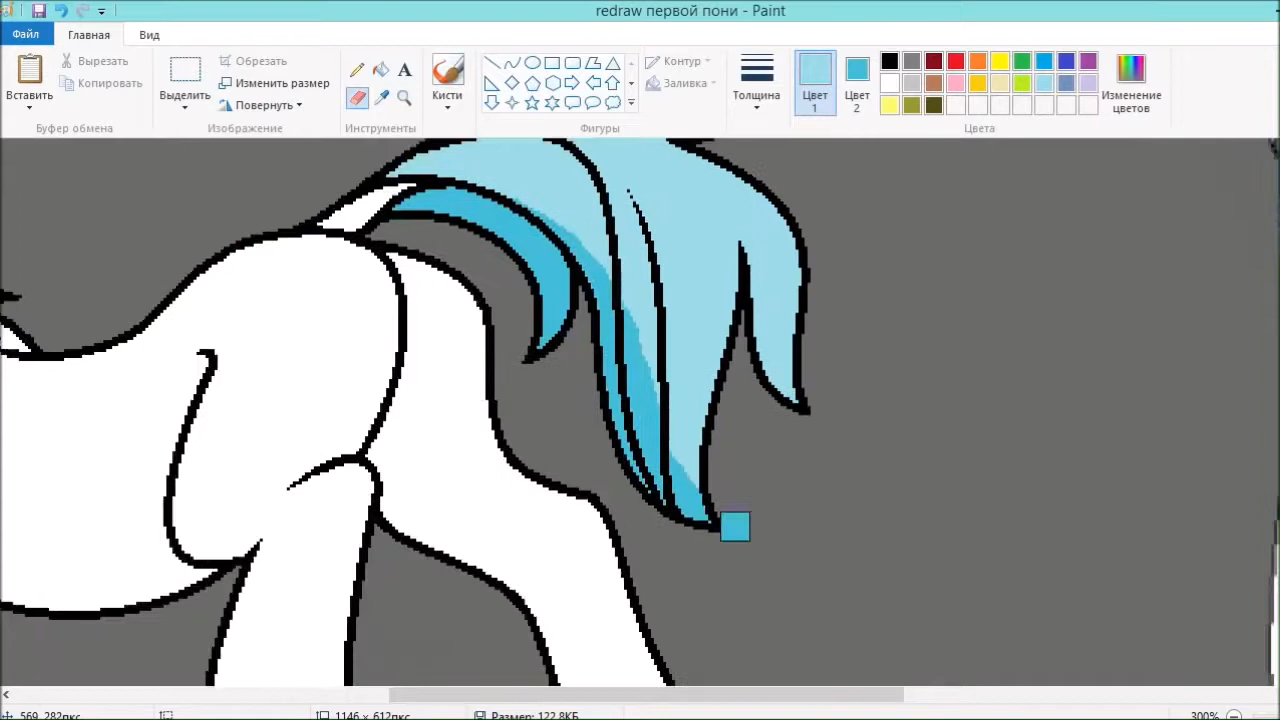 redraw первой пони - Paint
Файл
Главная
Вид
Вставить
Вырезать
Копировать
Буфер обмена
Выделить
Обрезать
Изменить размер
Повернуть
Изображение
A
Инструменты
Кисти
Контур
Заливка
Фигуры
Толщина
Цвет
1
Цвет
2
Изменение
цветов
Цвета
569, 282пкс
1146 × 612пкс
Размер: 122,8КБ
300%